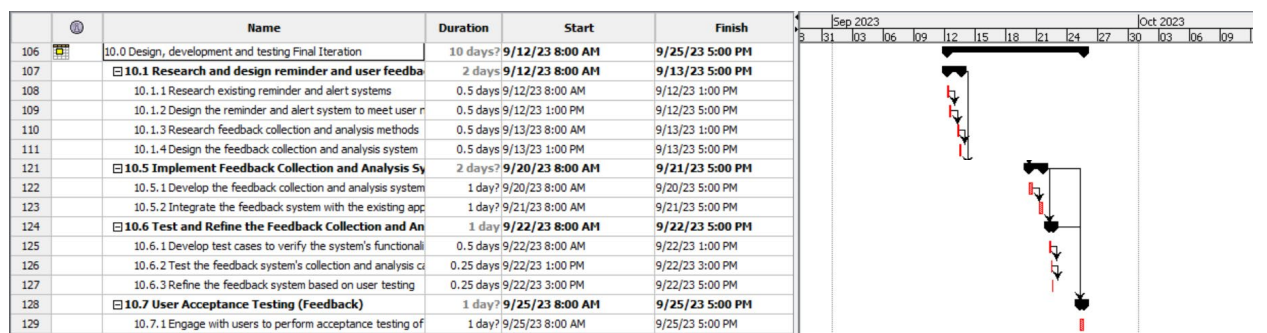 Name Duration Start Finish Sep 2023 Oct 2023
31 03 06 09 12 15 18 21 24 27 30 03 06 09
106 10.0 Design, development and testing Final Iteration 10 days? 9/12/23 8:00 AM 9/25/23 5:00 PM
107 10.1 Research and design reminder and user feedba 2 days 9/12/23 8:00 AM 9/13/23 5:00 PM
108 10.1.1 Research existing reminder and alert systems 0.5 days 9/12/23 8:00 AM 9/12/23 1:00 PM
109 10.1.2 Design the reminder and alert system to meet user 0.5 days 9/12/23 1:00 PM 9/12/23 5:00 PM
110 10.1.3 Research feedback collection and analysis methods 0.5 days 9/13/23 8:00 AM 9/13/23 1:00 PM
111 10.1.4 Design the feedback collection and analysis system 0.5 days 9/13/23 1:00 PM 9/13/23 5:00 PM
121 10.5 Implement Feedback Collection and Analysis Sy 2 days? 9/20/23 8:00 AM 9/21/23 5:00 PM
122 10.5.1 Develop the feedback collection and analysis system 1 day? 9/20/23 8:00 AM 9/20/23 5:00 PM
123 10.5.2 Integrate the feedback system with the existing app 1 day? 9/21/23 8:00 AM 9/21/23 5:00 PM
124 10.6 Test and Refine the Feedback Collection and An 1 day 9/22/23 8:00 AM 9/22/23 5:00 PM
125 10.6.1 Develop test cases to verify the system's functionali 0.5 days 9/22/23 8:00 AM 9/22/23 1:00 PM
126 10.6.2 Test the feedback system's collection and analysis ca 0.25 days 9/22/23 1:00 PM 9/22/23 3:00 PM
127 10.6.3 Refine the feedback system based on user testing 0.25 days 9/22/23 3:00 PM 9/22/23 5:00 PM
128 10.7 User Acceptance Testing (Feedback) 1 day? 9/25/23 8:00 AM 9/25/23 5:00 PM
129 10.7.1 Engage with users to perform acceptance testing of 1 day? 9/25/23 8:00 AM 9/25/23 5:00 PM